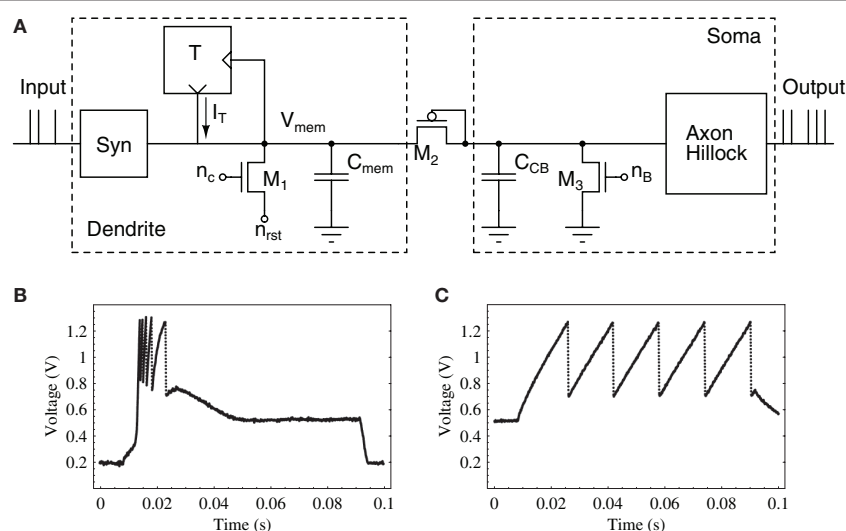 A
Soma
T
Input
Output
I_T
V_mem
Syn
M_2
Axon
Hillock
n_c
M_1
C_mem
C_CB
M_3
n_B
Dendrite
n_rst
B
C
1.2
1
0.8
0.6
0.4
0.2
Voltage (V)
0
0.02
0.04
0.06
0.08
0.1
Time (s)
1.2
1
0.8
0.6
0.4
0.2
Voltage (V)
0
0.02
0.04
0.06
0.08
0.1
Time (s)